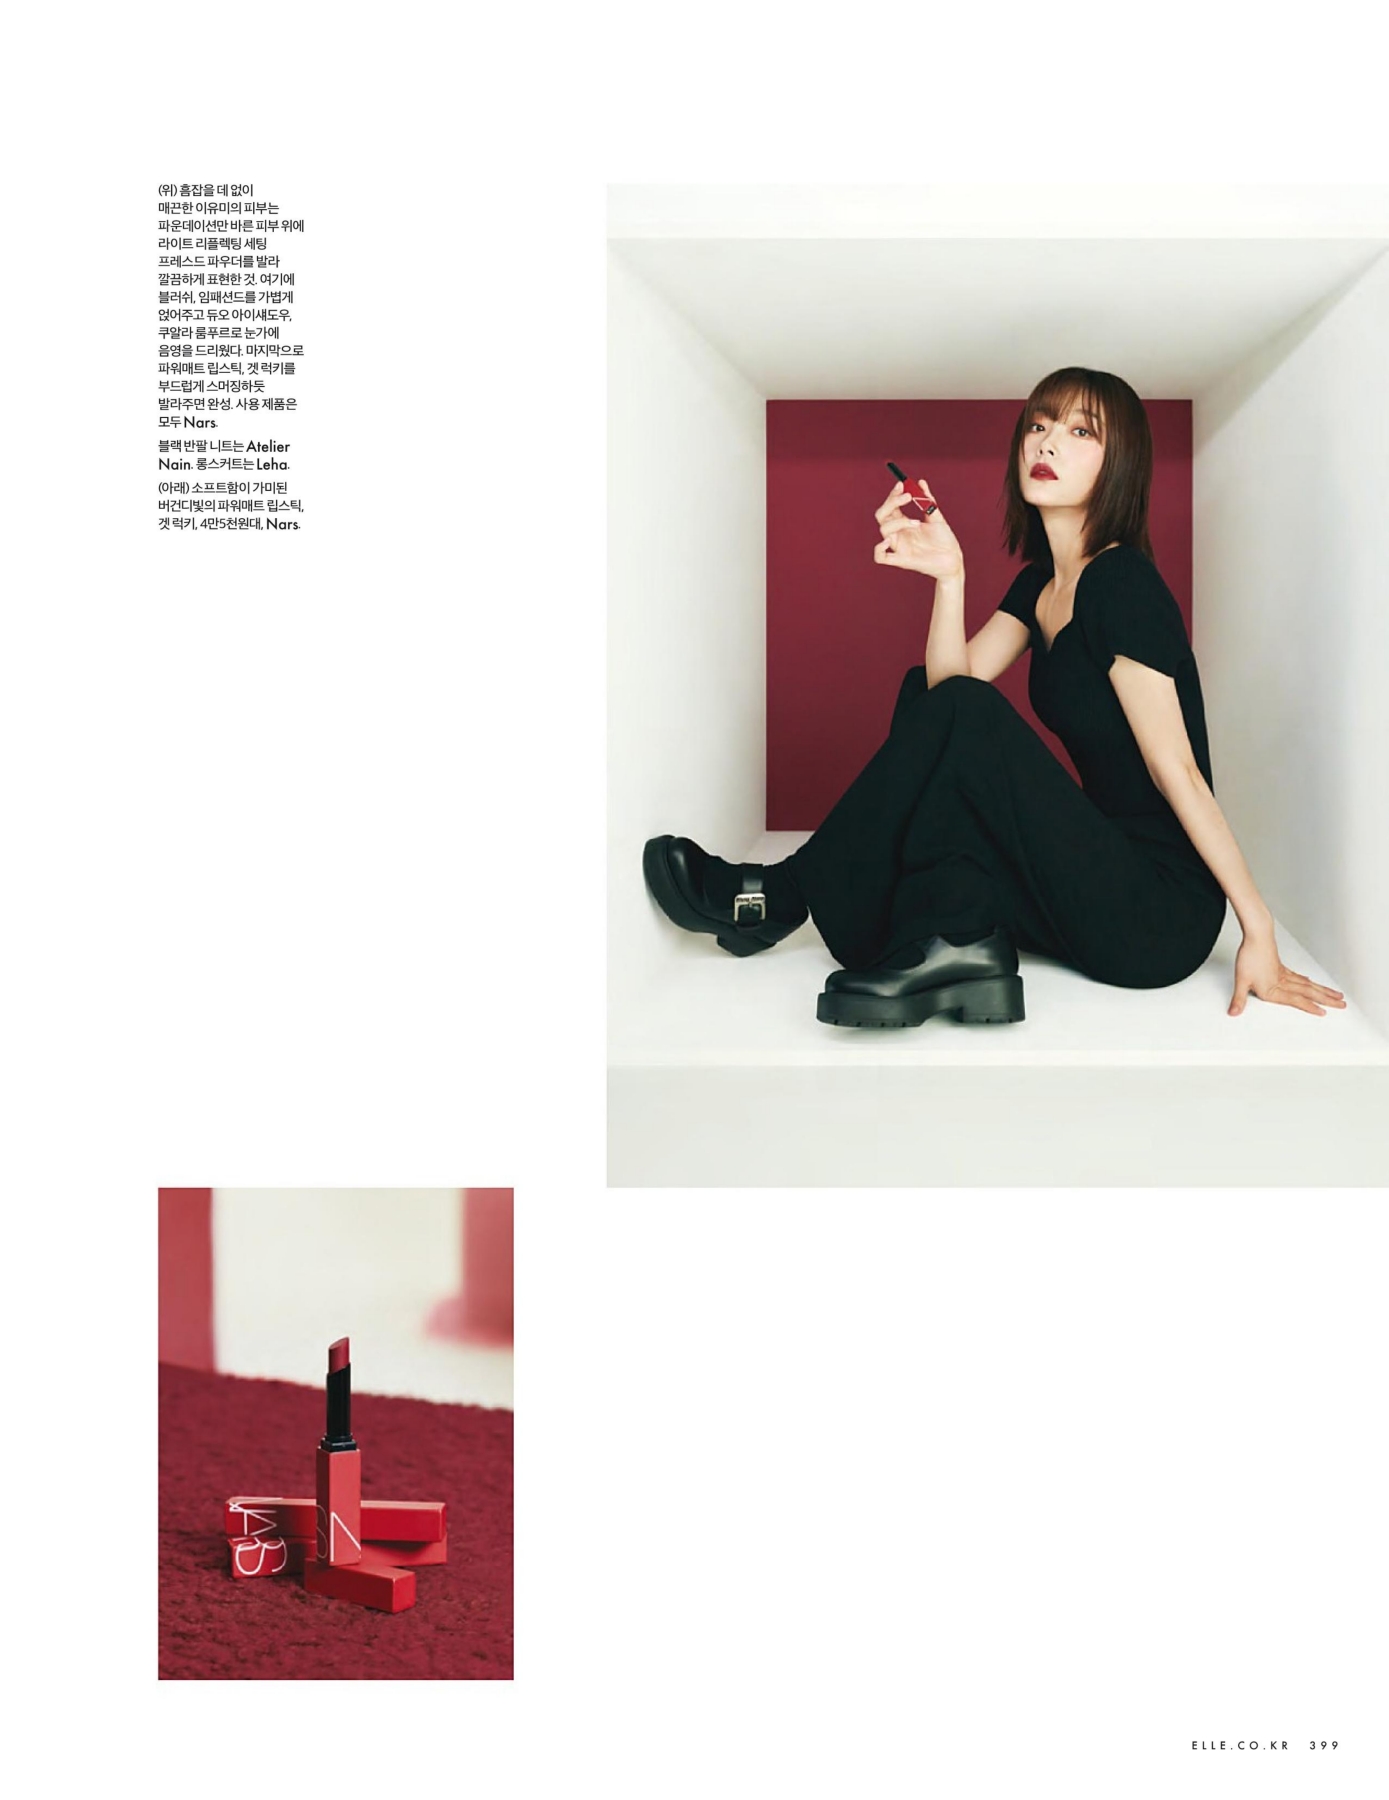 (위) 흠잡을 데 없이
매끈한 이유미의 피부는
파운데이션만 바른 피부 위에
라이트 리플렉팅 세팅
프레스드 파우더를 발라
깔끔하게 표현한 것. 여기에
블러쉬, 임패션드를 가볍게
얹어주고 듀오 아이섀도우,
쿠알라 룸푸르로 눈가에
음영을 드리웠다. 마지막으로
파워매트 립스틱, 겟 럭키를
부드럽게 스머징하듯
발라주면 완성. 사용 제품은
모두 Nars.
블랙 반팔 니트는 Atelier
Nain. 롱스커트는 Leha.
(아래) 소프트함이 가미된
버건디빛의 파워매트 립스틱,
겟 럭키, 4만5천원대, Nars.
NARS
ELLE.CO.KR 399